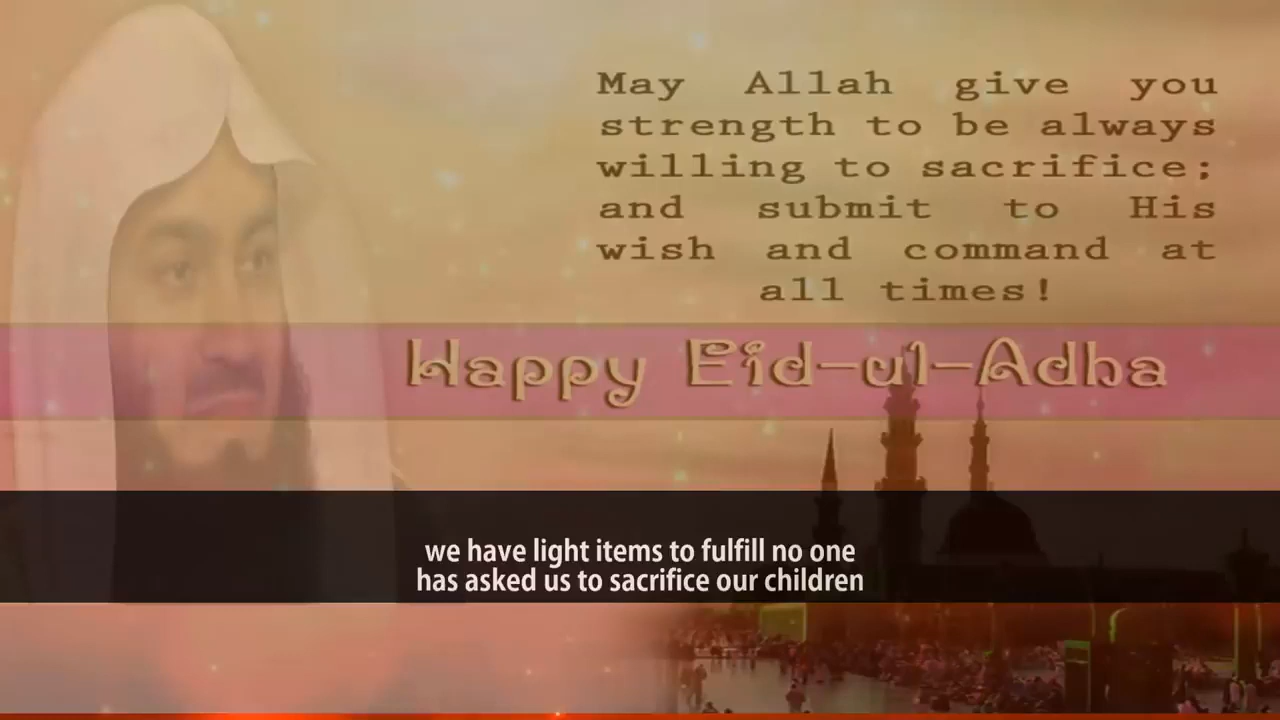 May Allah give you
strength to be always
willing to sacrifice;
and submit to His
wish and command at
all times!
Happy Eid-ul-Adha
we have light items to fulfill no one
has asked us to sacrifice our children